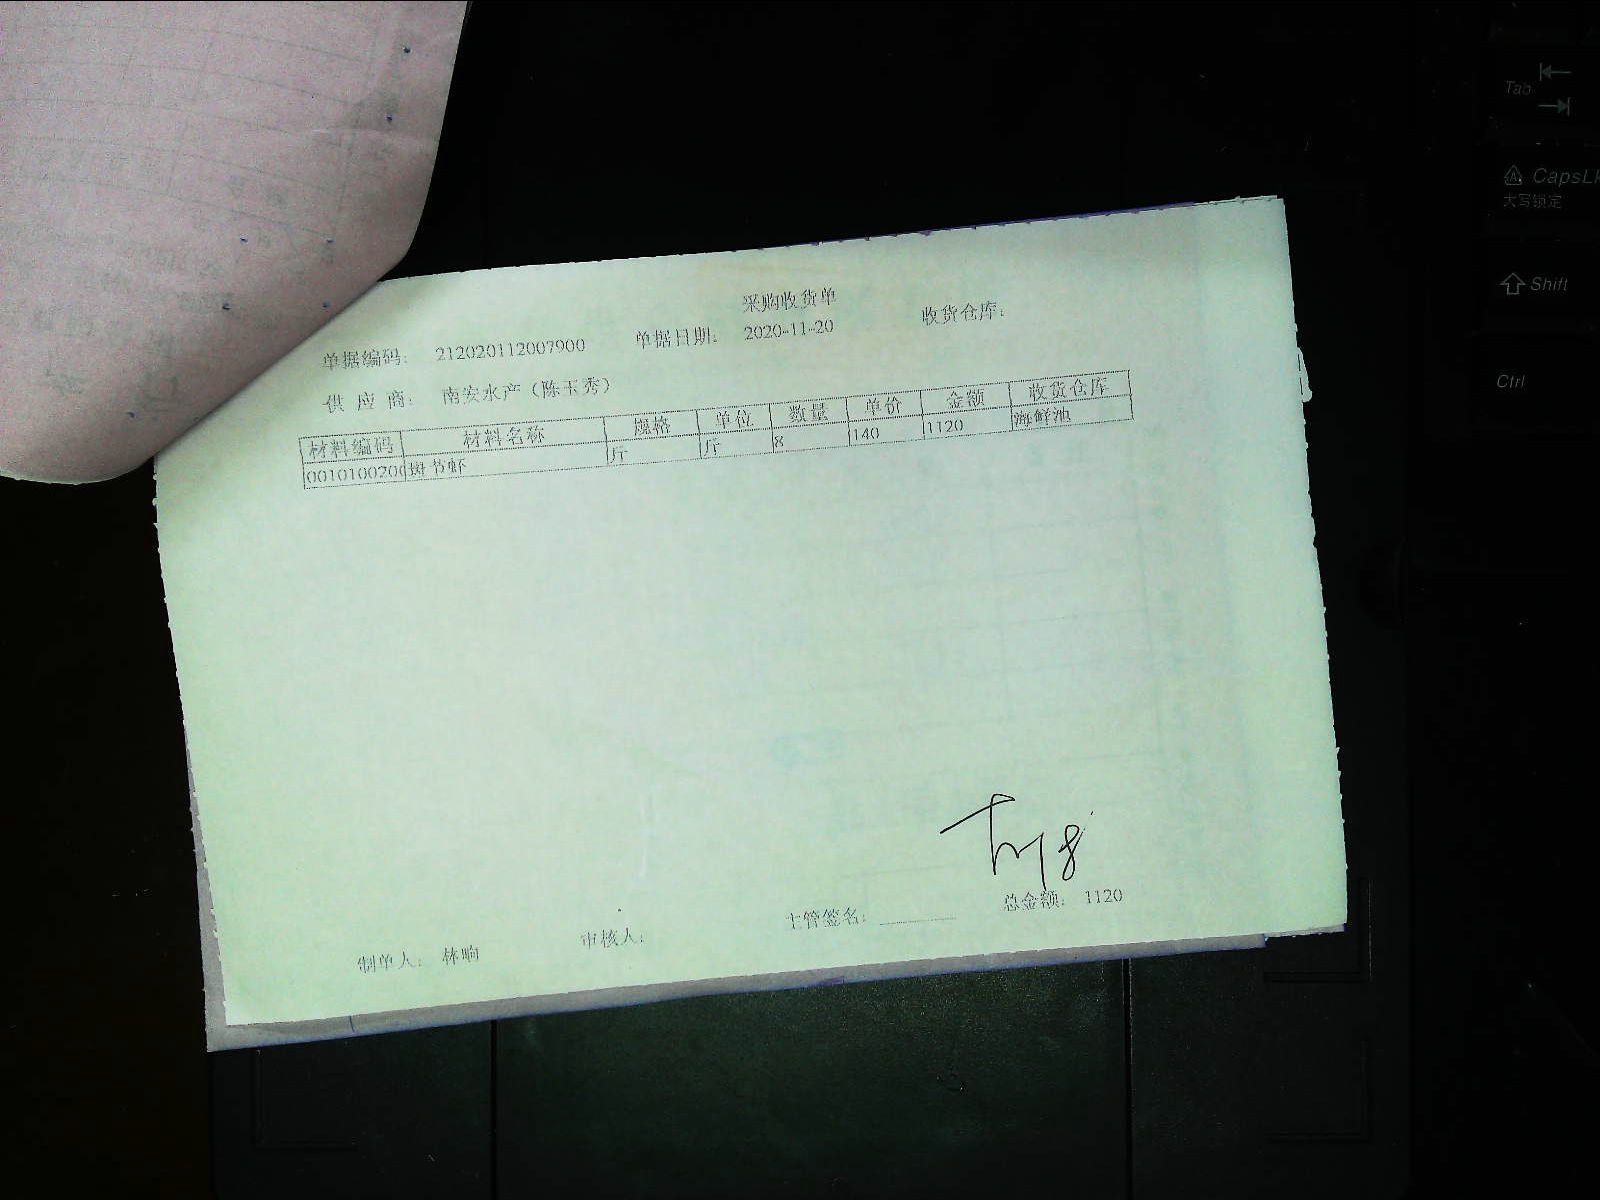 采购收货单
单据编码: 212020112007900 单据日期: 2020-11-20 收货仓库:
供 应 商: 南安水产(陈玉秀)
材料编码 材料名称 规格 单位 数量 单价 金额 收货仓库
0010100200 斑节虾 斤 斤 8 140 1120 海鲜池
制单人: 林响 审核人: 主管签名: 总金额: 1120
Tab
CapsLk
大写锁定
Shift
Ctrl